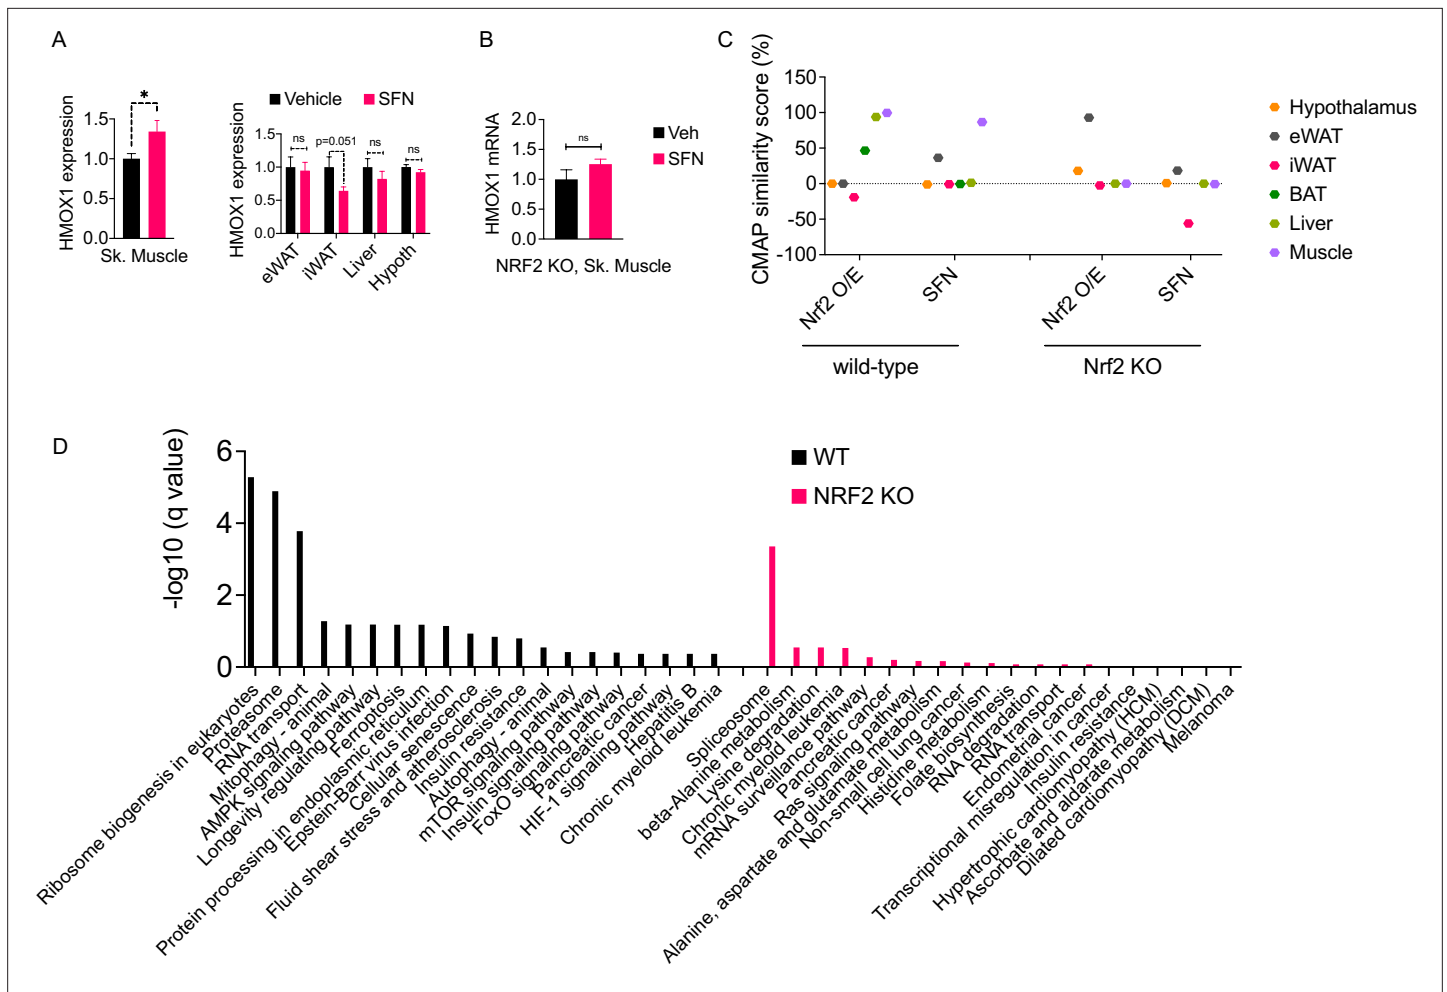 A
HMOX1 expression
1.5
1.0
0.5
0.0
*
Sk. Muscle
Vehicle
SFN
HMOX1 expression
1.5
1.0
0.5
0.0
ns
p=0.051
ns
ns
eWAT
iWAT
Liver
Hypoth
B
HMOX1 mRNA
2.0
1.5
1.0
0.5
0.0
ns
Veh
SFN
NRF2 KO, Sk. Muscle
C
CMAP similarity score (%)
150
100
50
0
-50
-100
Nrf2 O/E
SFN
Nrf2 O/E
SFN
wild-type
Nrf2 KO
Hypothalamus
eWAT
iWAT
BAT
Liver
Muscle
D
-log10 (q value)
6
4
2
0
WT
NRF2 KO
Ribosome biogenesis in eukaryotes
Proteasome
RNA transport
Mitophagy - animal
AMPK signaling pathway
Longevity regulating pathway
Ferroptosis
Protein processing in endoplasmic reticulum
Epstein-Barr virus infection
Cellular senescence
Fluid shear stress and atherosclerosis
Insulin resistance
Autophagy - animal
mTOR signaling pathway
Insulin signaling pathway
FoxO signaling pathway
Pancreatic cancer
HIF-1 signaling pathway
Hepatitis B
Chronic myeloid leukemia
Spliceosome
beta-Alanine metabolism
Lysine degradation
Chronic myeloid leukemia
mRNA surveillance pathway
Pancreatic cancer
Ras signaling pathway
Alanine, aspartate and glutamate metabolism
Non-small cell lung cancer
Histidine metabolism
Folate biosynthesis
RNA degradation
RNA transport
Endometrial cancer
Transcriptional misregulation in cancer
Insulin resistance
Hypertrophic cardiomyopathy (HCM)
Ascorbate and aldarate metabolism
Dilated cardiomyopathy (DCM)
Melanoma